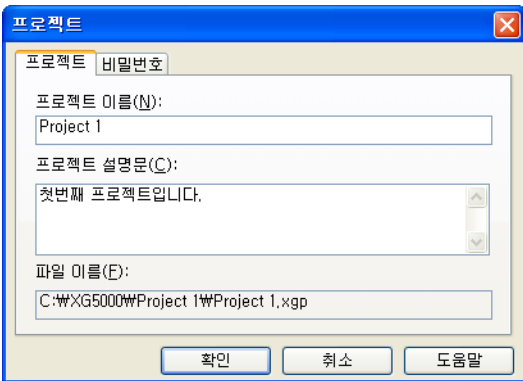 프로젝트
프로젝트 비밀번호
프로젝트 이름(N):
Project 1
프로젝트 설명문(C):
첫번째 프로젝트입니다.
파일 이름(F):
C:₩XG5000₩Project 1₩Project 1.xgp
확인 취소 도움말